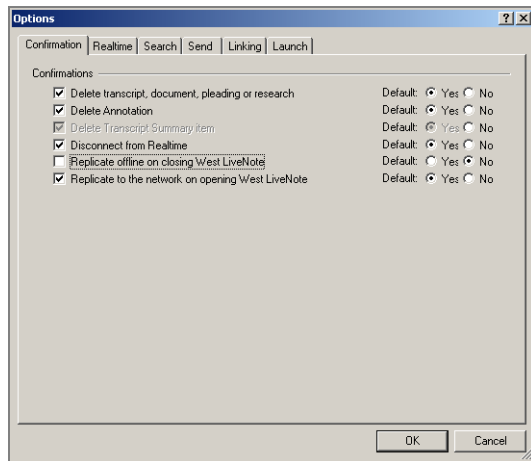 Options
Confirmation Realtime Search Send Linking Launch
Confirmations
Delete transcript, document, pleading or research Default: Yes No
Delete Annotation Default: Yes No
Delete Transcript Summary item Default: Yes No
Disconnect from Realtime Default: Yes No
Replicate offline on closing West LiveNote Default: Yes No
Replicate to the network on opening West LiveNote Default: Yes No
OK Cancel